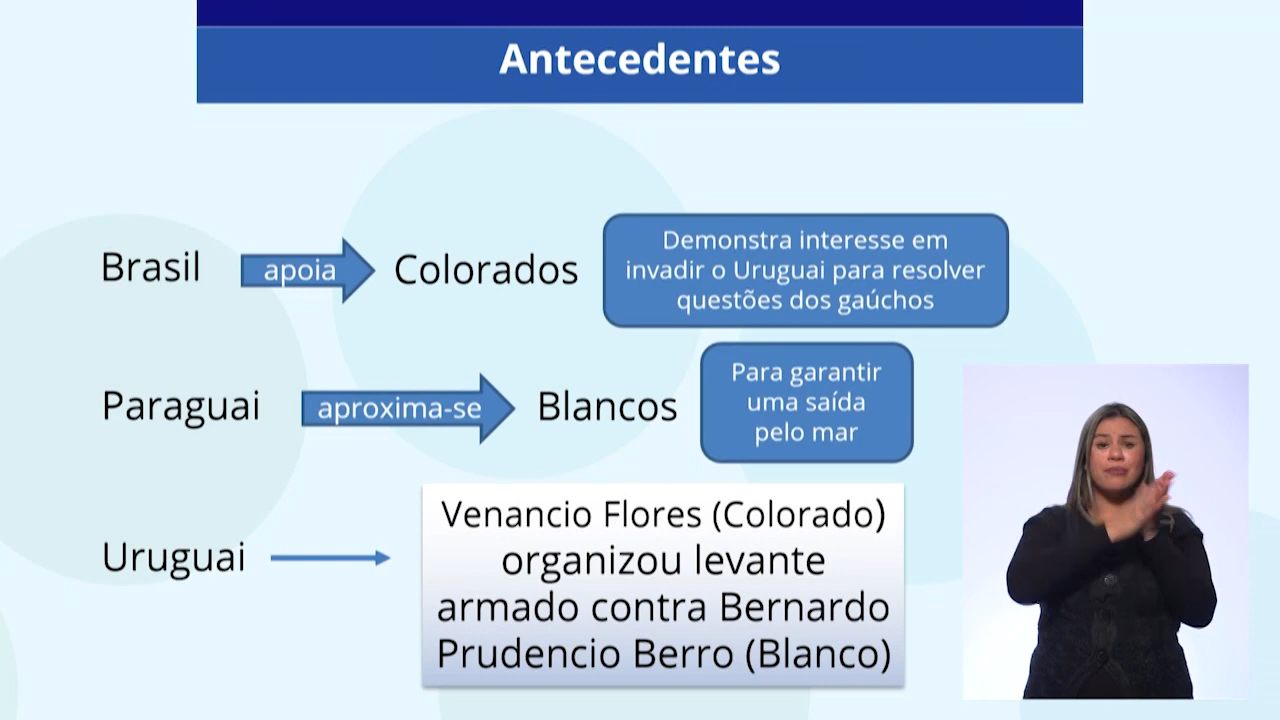 Antecedentes
Brasil
apoia
Colorados
Demonstra interesse em
invadir o Uruguai para resolver
questões dos gaúchos
Paraguai
aproxima-se
Blancos
Para garantir
uma saída
pelo mar
Uruguai
Venancio Flores (Colorado)
organizou levante
armado contra Bernardo
Prudencio Berro (Blanco)